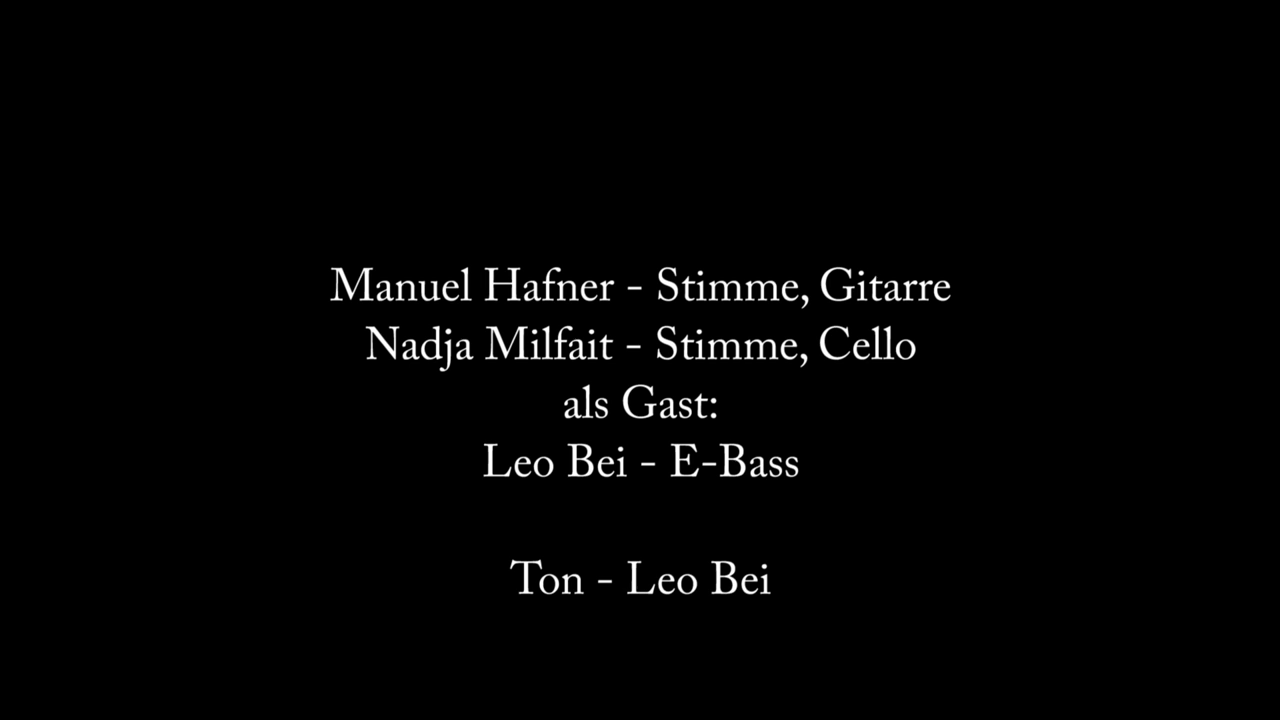 Manuel Hafner - Stimme, Gitarre
Nadja Milfait - Stimme, Cello
als Gast:
Leo Bei - E-Bass
Ton - Leo Bei